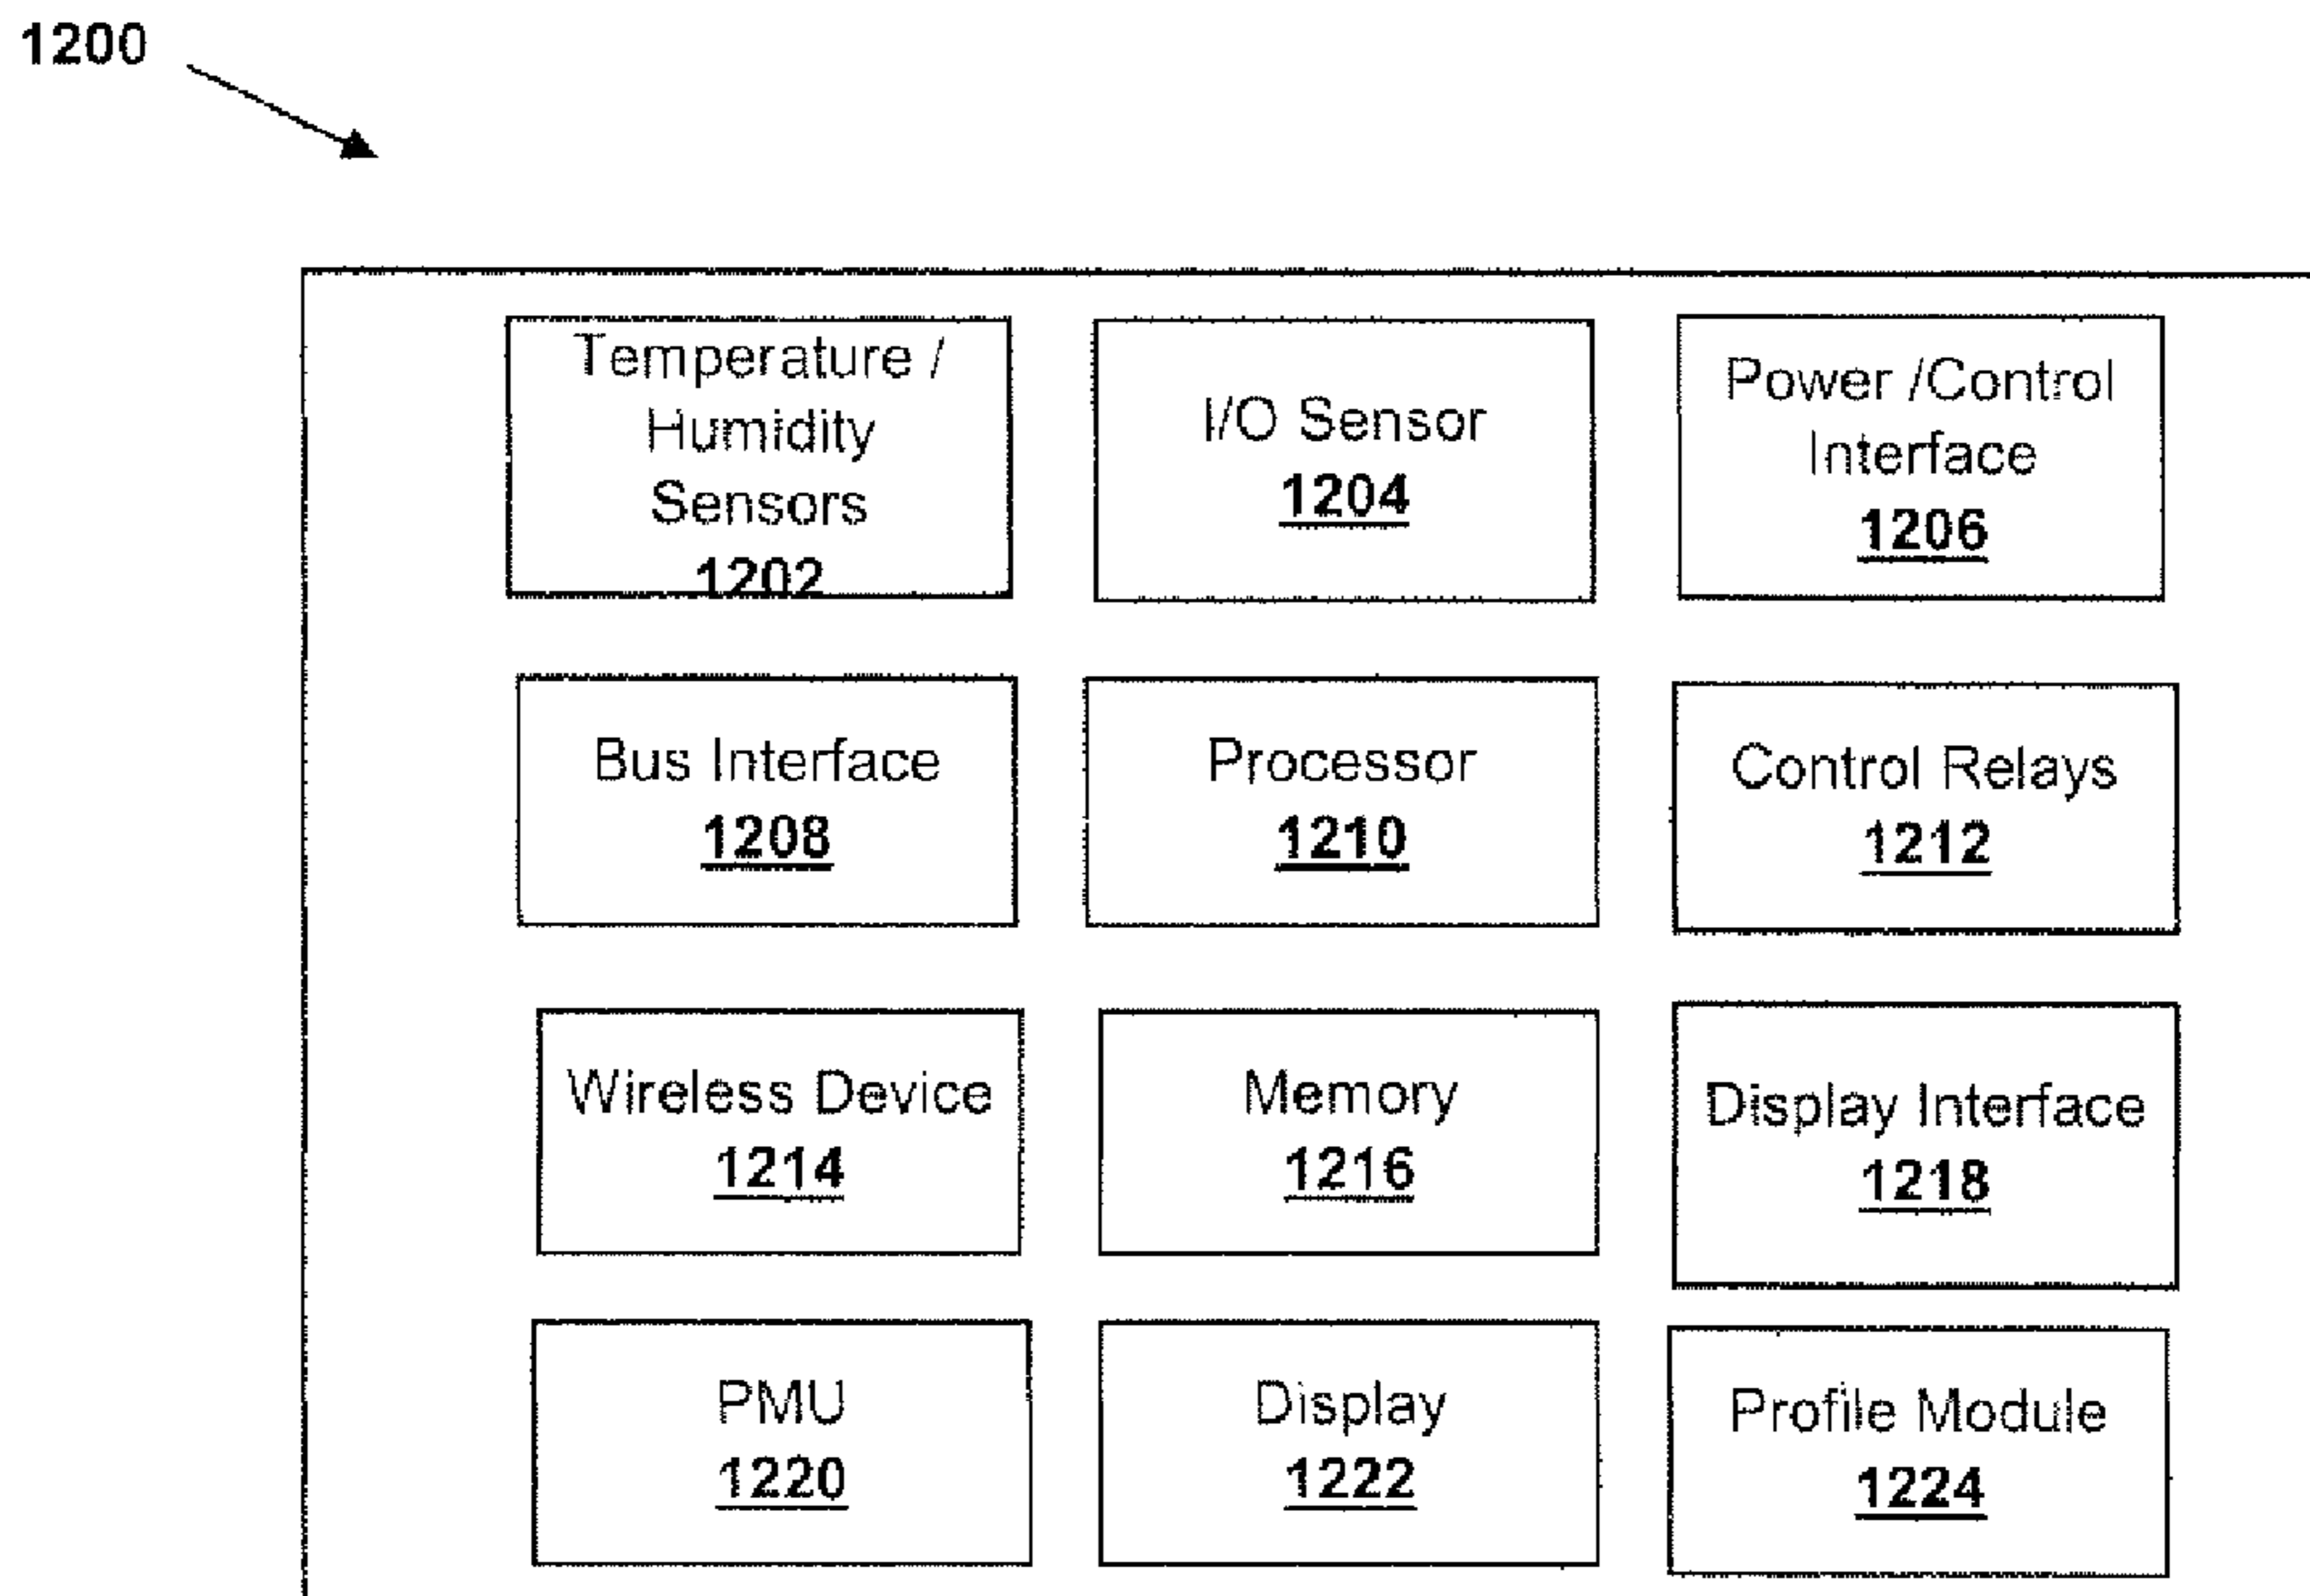 1200
Temperature /
Humidity
Sensors
1202
I/O Sensor
1204
Power /Control
Interface
1206
Bus Interface
1208
Processor
1210
Control Relays
1212
Wireless Device
1214
Memory
1216
Display Interface
1218
PMU
1220
Display
1222
Profile Module
1224